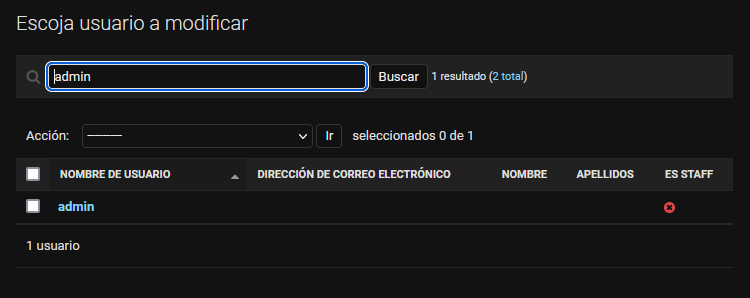 Escoja usuario a modificar
admin Buscar 1 resultado (2 total)
Acción: --------- Ir seleccionados 0 de 1
NOMBRE DE USUARIO DIRECCIÓN DE CORREO ELECTRÓNICO NOMBRE APELLIDOS ES STAFF
admin
1 usuario